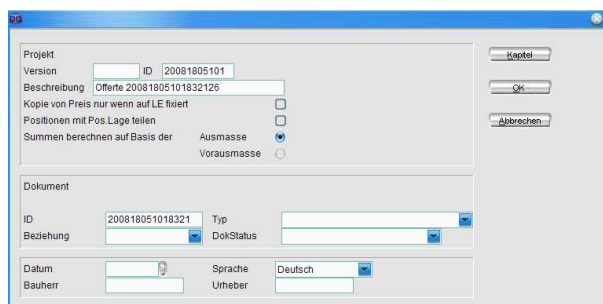 Projekt
Kapitel
Version ID 20081805101
Beschreibung Offerte 20081805101832126
OK
Kopie von Preis nur wenn auf LE fixiert
Positionen mit Pos.Lage teilen
Abbrechen
Summen berechnen auf Basis der Ausmasse
Vorausmasse
Dokument
ID 200818051018321 Typ
Beziehung DokStatus
Datum Sprache Deutsch
Bauherr Urheber